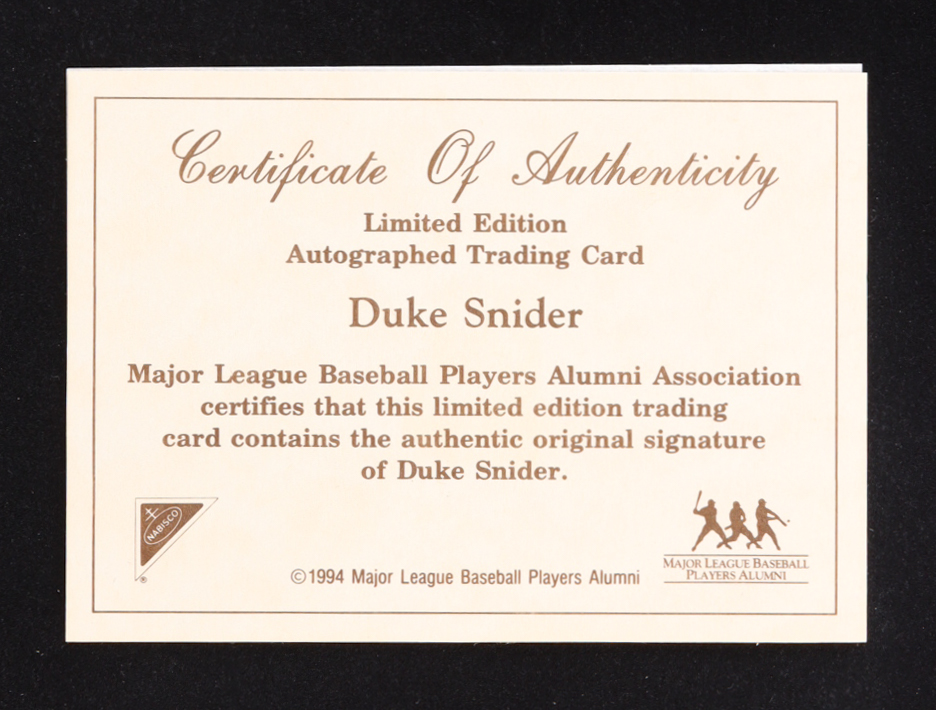 Certificate Of Authenticity
Limited Edition
Autographed Trading Card
Duke Snider
Major League Baseball Players Alumni Association
certifies that this limited edition trading
card contains the authentic original signature
of Duke Snider.
NABISCO
®
©1994 Major League Baseball Players Alumni
MAJOR LEAGUE BASEBALL
PLAYERS ALUMNI